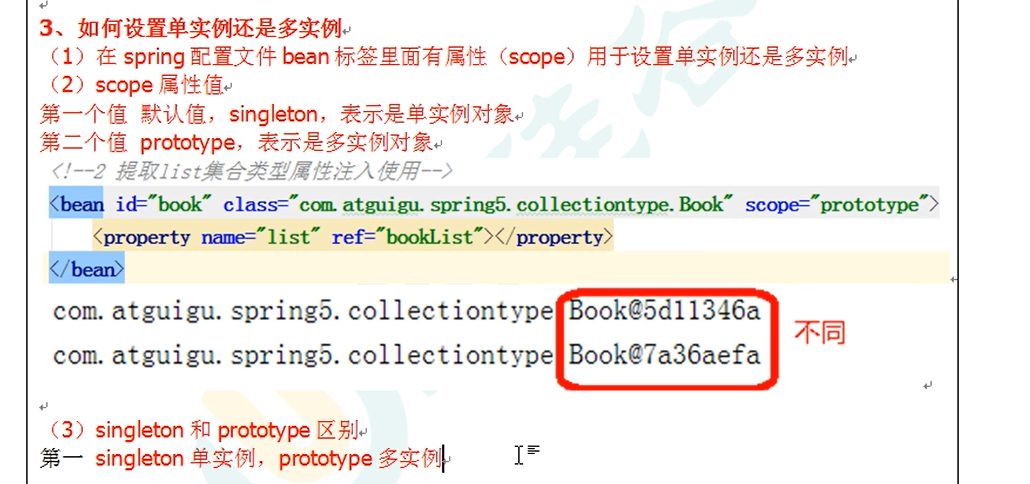 3、如何设置单实例还是多实例
（1）在 spring 配置文件 bean 标签里面有属性（scope）用于设置单实例还是多实例
（2）scope 属性值
第一个值 默认值，singleton，表示是单实例对象
第二个值 prototype，表示是多实例对象
<!--2 提取list集合类型属性注入使用-->
<bean id="book" class="com.atguigu.spring5.collectiontype.Book" scope="prototype">
<property name="list" ref="bookList"></property>
</bean>
com.atguigu.spring5.collectiontype Book@5d11346a
com.atguigu.spring5.collectiontype Book@7a36aefa
不同
（3）singleton 和 prototype 区别
第一 singleton 单实例，prototype 多实例